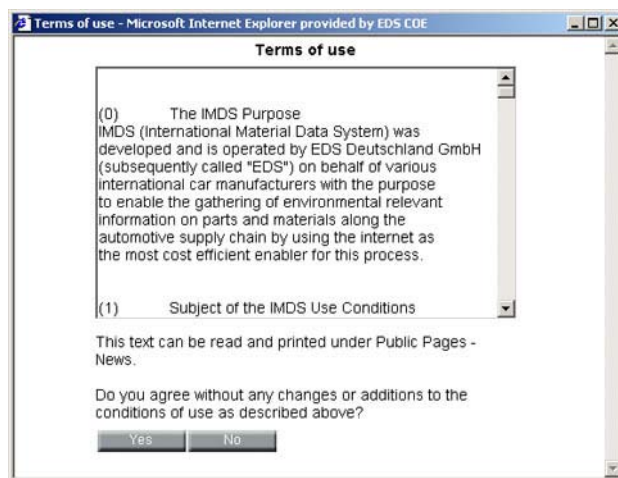 Terms of use - Microsoft Internet Explorer provided by EDS COE
Terms of use
(0) The IMDS Purpose
IMDS (International Material Data System) was
developed and is operated by EDS Deutschland GmbH
(subsequently called "EDS") on behalf of various
international car manufacturers with the purpose
to enable the gathering of environmental relevant
information on parts and materials along the
automotive supply chain by using the internet as
the most cost efficient enabler for this process.
(1) Subject of the IMDS Use Conditions
This text can be read and printed under Public Pages -
News.
Do you agree without any changes or additions to the
conditions of use as described above?
Yes No